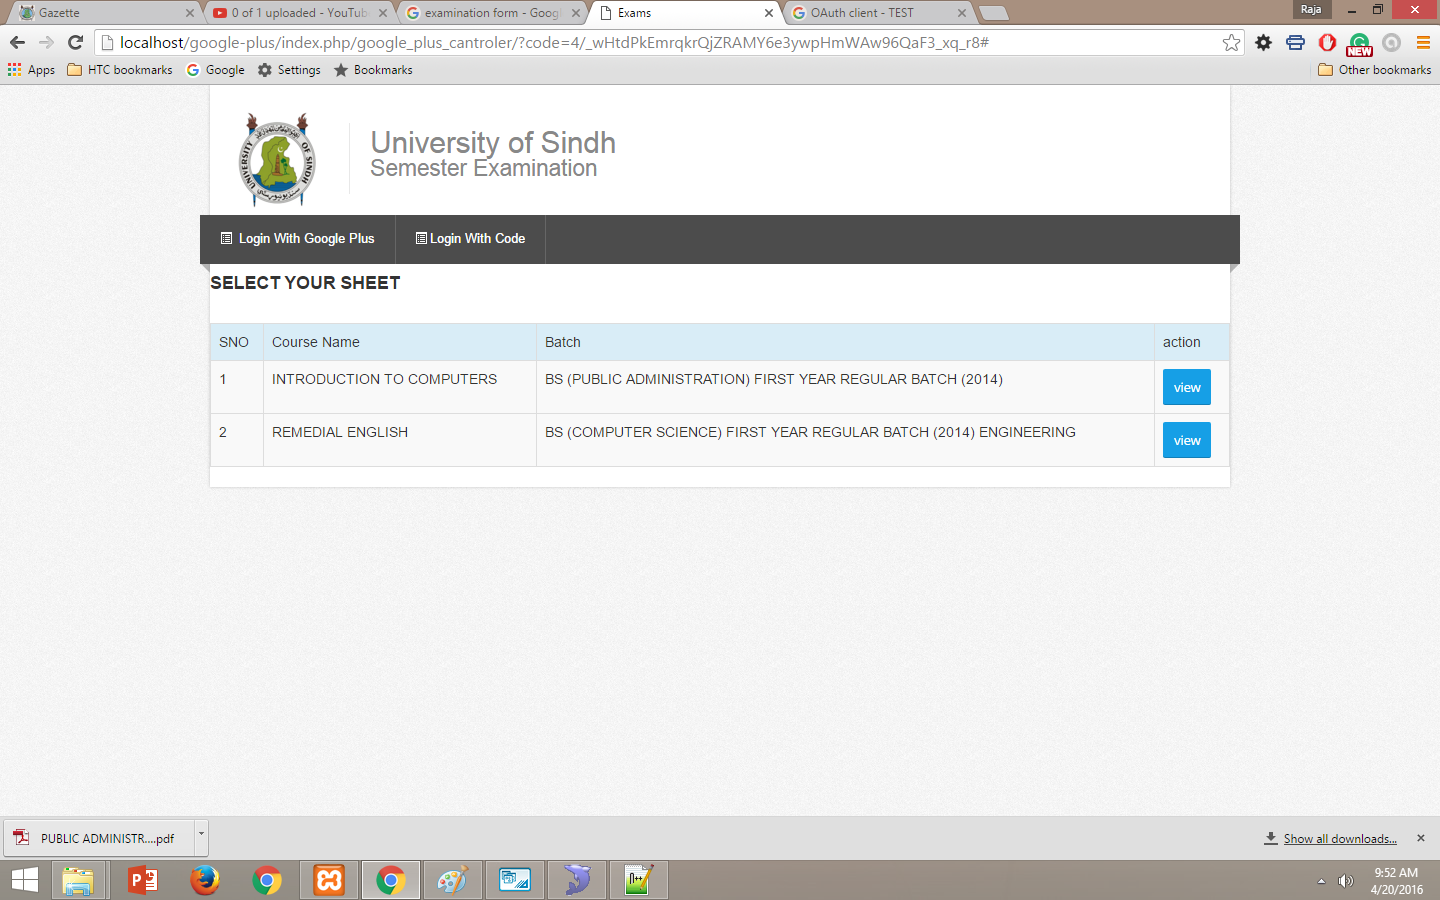 Gazette
0 of 1 uploaded - YouTub
examination form - Goog
Exams
OAuth client - TEST
Raja
localhost/google-plus/index.php/google_plus_cantroler/?code=4/_wHtdPkEmrqkrQjZRAMY6e3ywpHmWAw96QaF3_xq_r8#
NEW
Apps
HTC bookmarks
Google
Settings
Bookmarks
Other bookmarks
UNIVERSITY OF SINDH
University of Sindh
Semester Examination
Login With Google Plus
Login With Code
SELECT YOUR SHEET
SNO Course Name Batch action
1 INTRODUCTION TO COMPUTERS BS (PUBLIC ADMINISTRATION) FIRST YEAR REGULAR BATCH (2014) view
2 REMEDIAL ENGLISH BS (COMPUTER SCIENCE) FIRST YEAR REGULAR BATCH (2014) ENGINEERING view
PUBLIC ADMINISTR....pdf
Show all downloads...
9:52 AM
4/20/2016